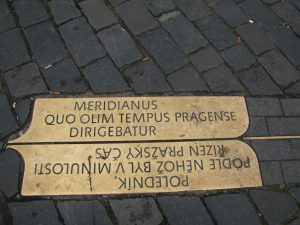 MERIDIANUS
QUO OLIM TEMPUS PRAGENSE
DIRIGEBATUR
POLEDNÍK,
PODLE NĚHOŽ BYL V MINULOSTI
ŘÍZEN PRAŽSKÝ ČAS